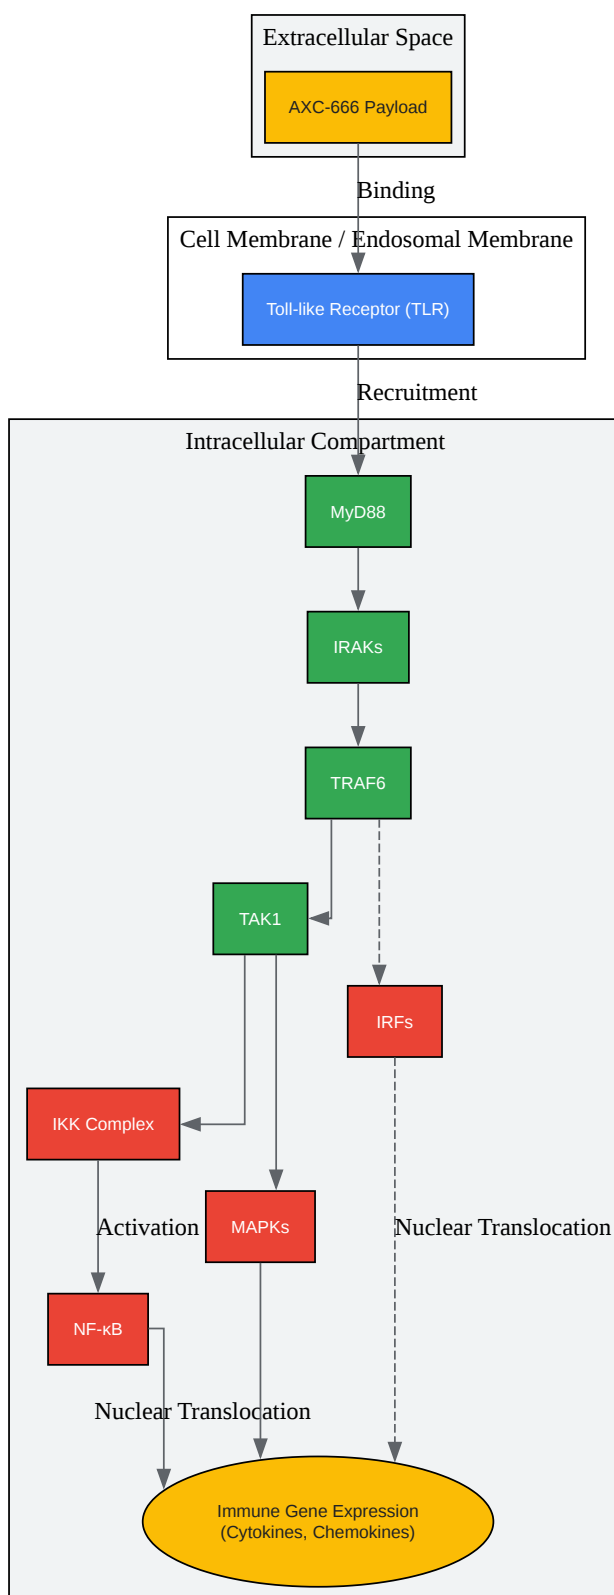 Extracellular Space
AXC-666 Payload
Binding
Cell Membrane / Endosomal Membrane
Toll-like Receptor (TLR)
Recruitment
Intracellular Compartment
MyD88
IRAKs
TRAF6
TAK1
IRFs
IKK Complex
Activation
MAPKs
Nuclear Translocation
NF-κB
Nuclear Translocation
Immune Gene Expression
(Cytokines, Chemokines)